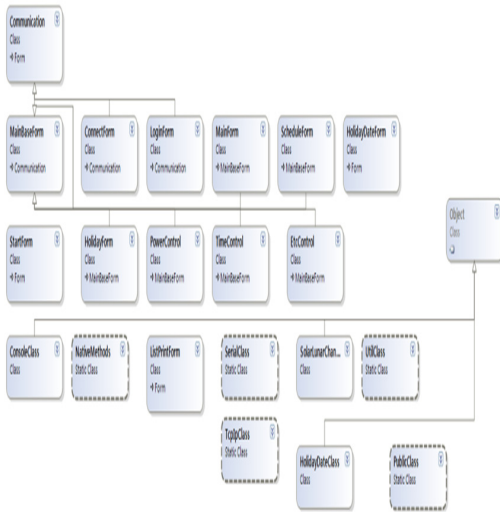 Communication
Class
Form
MainBaseForm
Class
Communication
ConnectForm
Class
Communication
LoginForm
Class
Communication
MainForm
Class
MainBaseForm
ScheduleForm
Class
MainBaseForm
HolidayDateForm
Class
Form
StartForm
Class
Form
HolidayForm
Class
MainBaseForm
PowerControl
Class
MainBaseForm
TimeControl
Class
MainBaseForm
EtcControl
Class
MainBaseForm
Object
Class
ConsoleClass
Class
NativeMethods
Static Class
ListPrintForm
Class
Form
SerialClass
Static Class
SolarLunarChan...
Class
UtilClass
Static Class
TcpIpClass
Static Class
HolidayDateClass
Class
PublicClass
Static Class